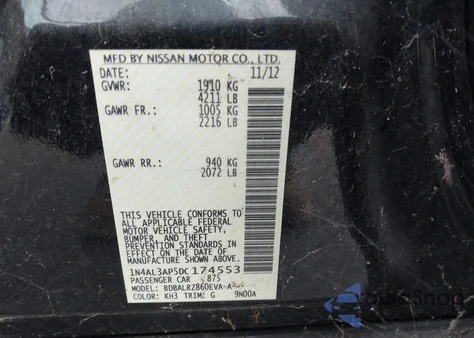 MFD BY NISSAN MOTOR CO., LTD.
DATE: 11/12
GVWR: 1910 KG
4211 LB
GAWR FR: 1005 KG
2216 LB
GAWR RR: 940 KG
2072 LB
THIS VEHICLE CONFORMS TO
ALL APPLICABLE FEDERAL
MOTOR VEHICLE SAFETY,
BUMPER, AND THEFT
PREVENTION STANDARDS
IN EFFECT ON THE DATE OF
MANUFACTURE SHOWN ABOVE.
1N4AL3AP5DC174553
PASSENGER CAR 875
MODEL: BDBALRZ860EVA-A
COLOR: KH3 TRIM: G 9N00A